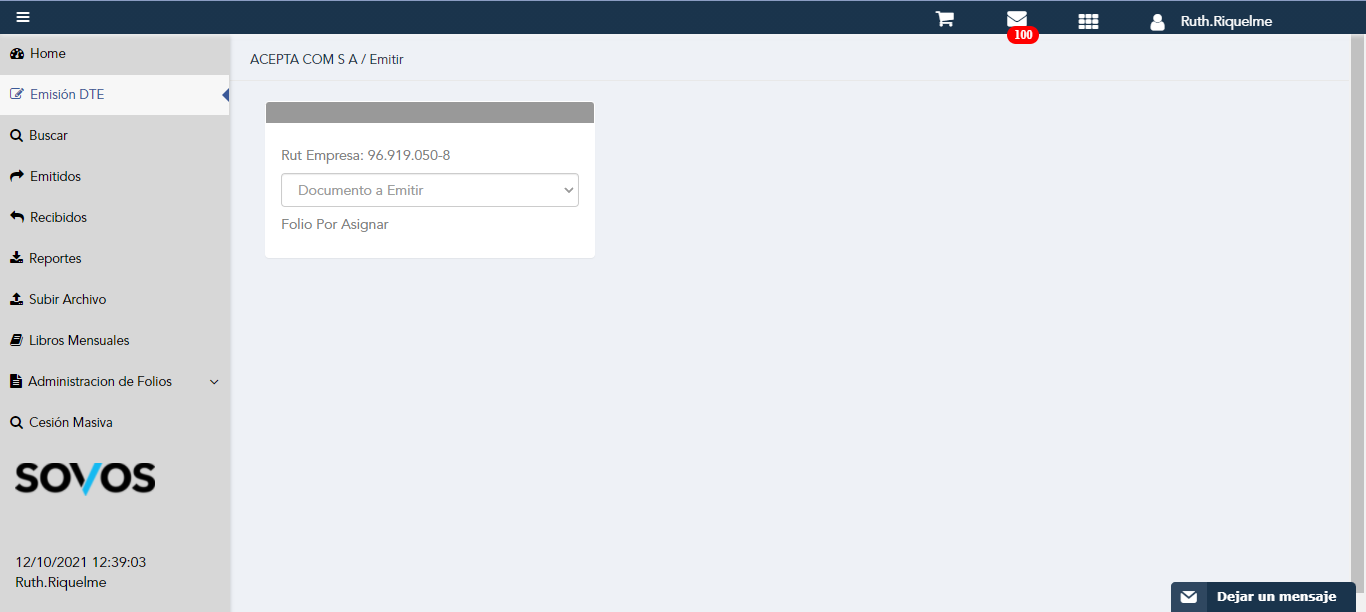 100
Ruth.Riquelme
Home
Emisión DTE
Buscar
Emitidos
Recibidos
Reportes
Subir Archivo
Libros Mensuales
Administracion de Folios
Cesión Masiva
SOVOS
12/10/2021 12:39:03
Ruth.Riquelme
ACEPTA COM S A / Emitir
Rut Empresa: 96.919.050-8
Documento a Emitir
Folio Por Asignar
Dejar un mensaje